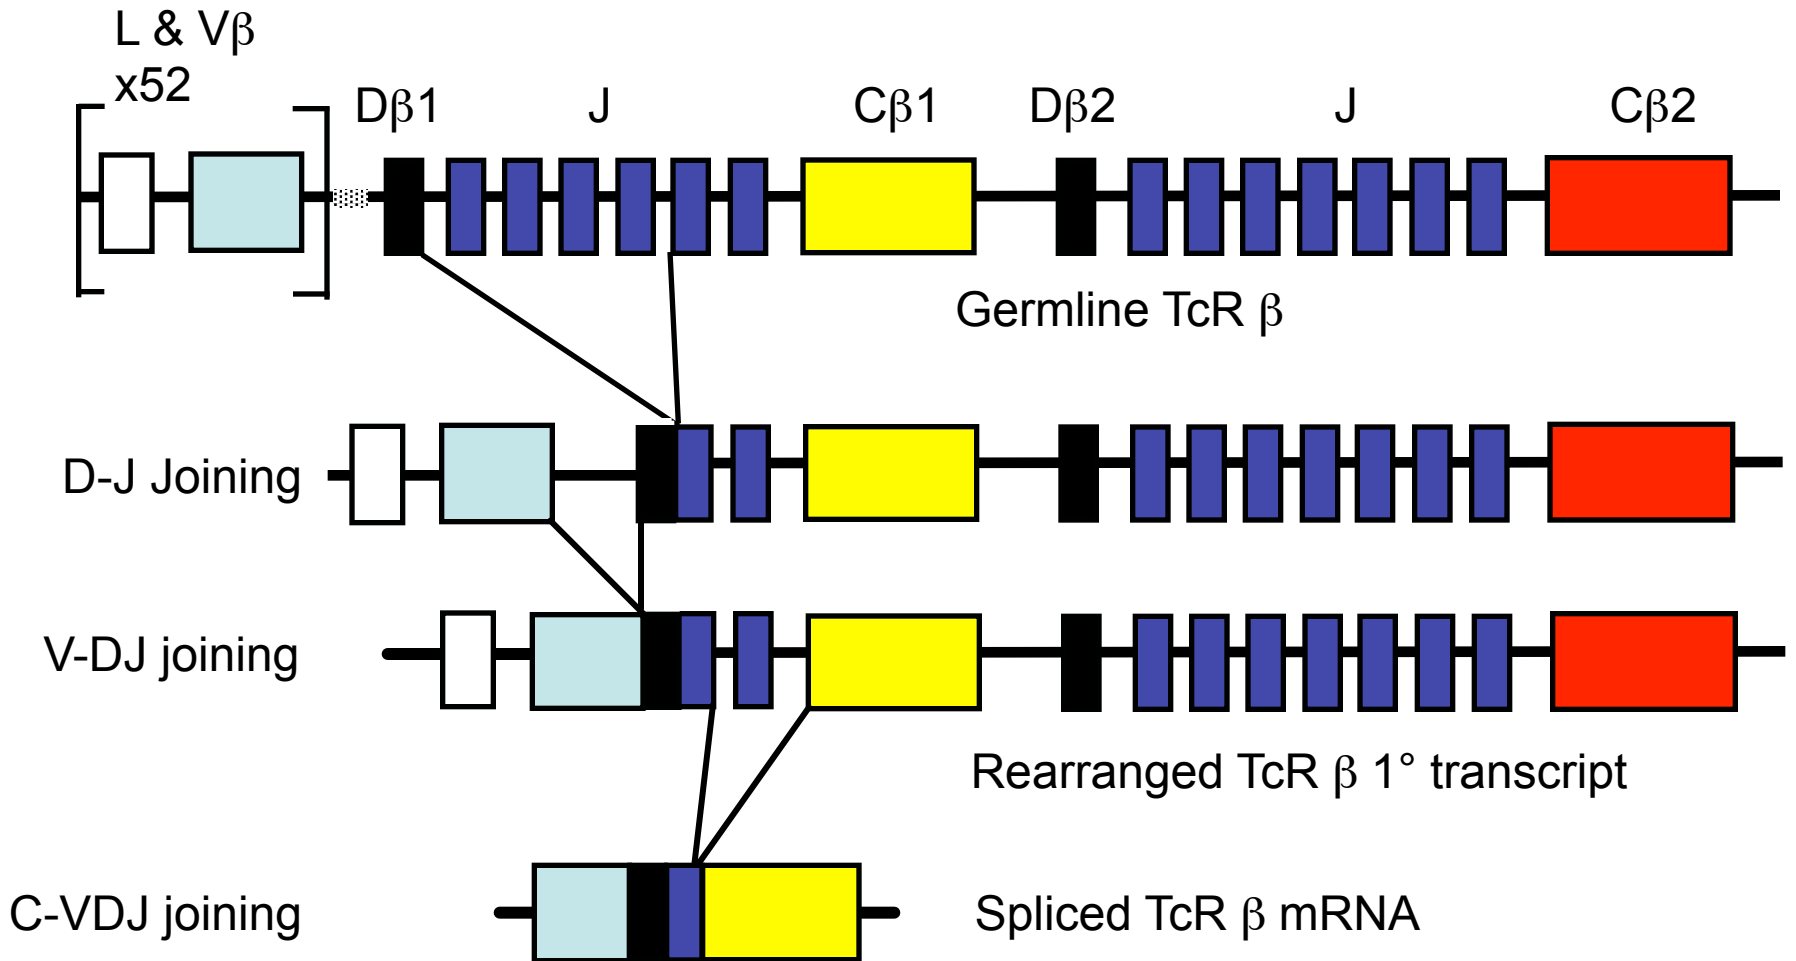 L & Vβ
x52
Dβ1
J
Cβ1
Dβ2
J
Cβ2
Germline TcR β
D-J Joining
V-DJ joining
Rearranged TcR β 1° transcript
C-VDJ joining
Spliced TcR β mRNA